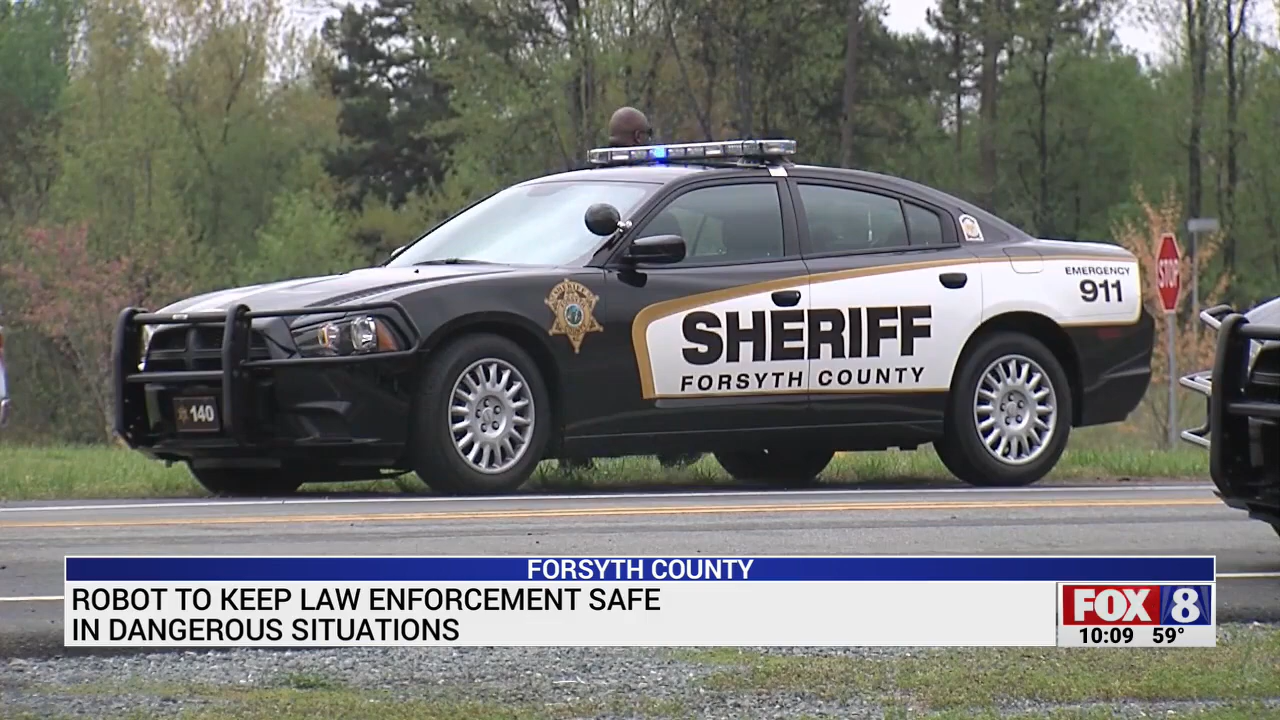 SHERIFF
FORSYTH COUNTY
EMERGENCY
911
STOP
140
FORSYTH COUNTY
ROBOT TO KEEP LAW ENFORCEMENT SAFE
IN DANGEROUS SITUATIONS
FOX 8
10:09 59°